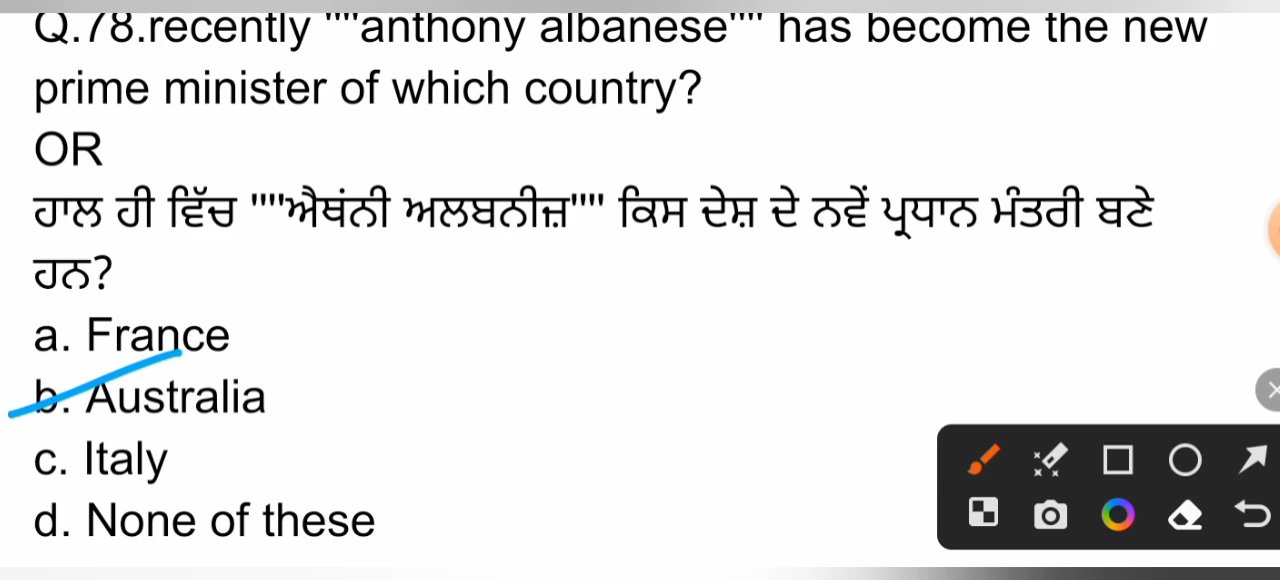 Q.78.recently ""anthony albanese"" has become the new
prime minister of which country?
OR
ਹਾਲ ਹੀ ਵਿੱਚ ""ਐਥੰਨੀ ਅਲਬਨੀਜ਼"" ਕਿਸ ਦੇਸ਼ ਦੇ ਨਵੇਂ ਪ੍ਰਧਾਨ ਮੰਤਰੀ ਬਣੇ
ਹਨ?
a. France
b. Australia
c. Italy
d. None of these